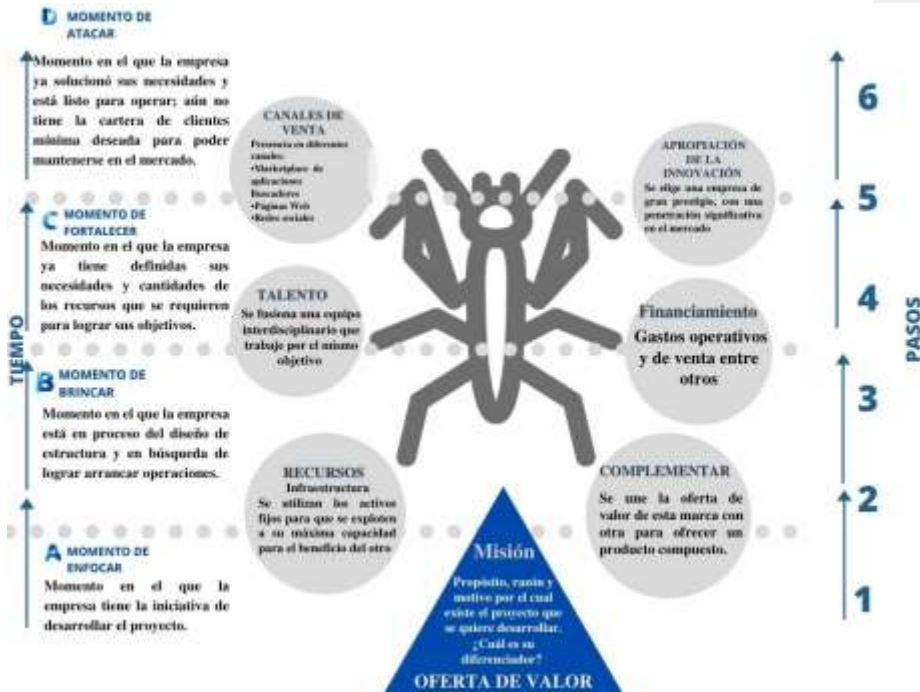 D MOMENTO DE
ATACAR
Momento en el que la empresa
ya solucionó sus necesidades y
está listo para operar; aún no
tiene la cartera de clientes
mínima deseada para poder
mantenerse en el mercado.
C MOMENTO DE
FORTALECER
Momento en el que la empresa
ya tiene definidas sus
necesidades y cantidades de
los recursos que se requieren
para lograr sus objetivos.
TIEMPO
B MOMENTO DE
BRINCAR
Momento en el que la empresa
está en proceso del diseño de
estructura y en búsqueda de
lograr arrancar operaciones.
A MOMENTO DE
ENFOCAR
Momento en el que la
empresa tiene la iniciativa de
desarrollar el proyecto.
CANALES DE
VENTA
Presencia en diferentes
canales:
•Marketplace de
aplicaciones
Buscadores
•Páginas Web
•Redes sociales
TALENTO
Se fusiona una equipo
interdisciplinario que
trabaje por el mismo
objetivo
RECURSOS
Infraestructura
Se utilizan los activos
fijos para que se exploten
a su máxima capacidad
para el beneficio del otro
APROPIACIÓN
DE LA
INNOVACIÓN
Se elige una empresa de
gran prestigio, con una
penetración significativa
en el mercado
Financiamiento
Gastos operativos
y de venta entre
otros
COMPLEMENTAR
Se une la oferta de
valor de esta marca con
otra para ofrecer un
producto compuesto.
Misión
Propósito, razón y
motivo por el cual
existe el proyecto que
se quiere desarrollar.
¿Cuál es su
diferenciador?
OFERTA DE VALOR
6
5
4
3
2
1
PASOS